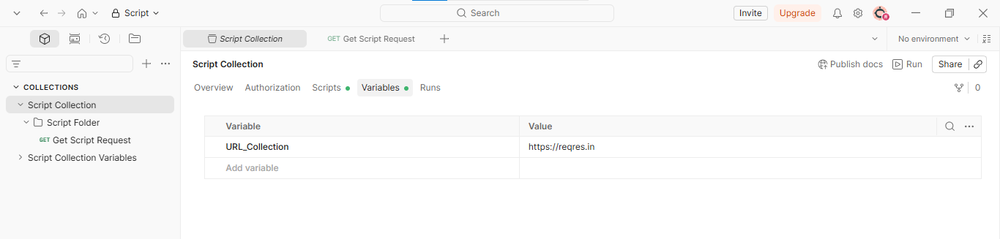 Script
Search
Invite
Upgrade
Script Collection
GET Get Script Request
No environment
Script Collection
Publish docs
Run
Share
COLLECTIONS
Overview
Authorization
Scripts
Variables
Runs
0
Script Collection
Script Folder
GET Get Script Request
Script Collection Variables
Variable
Value
URL_Collection
https://reqres.in
Add variable